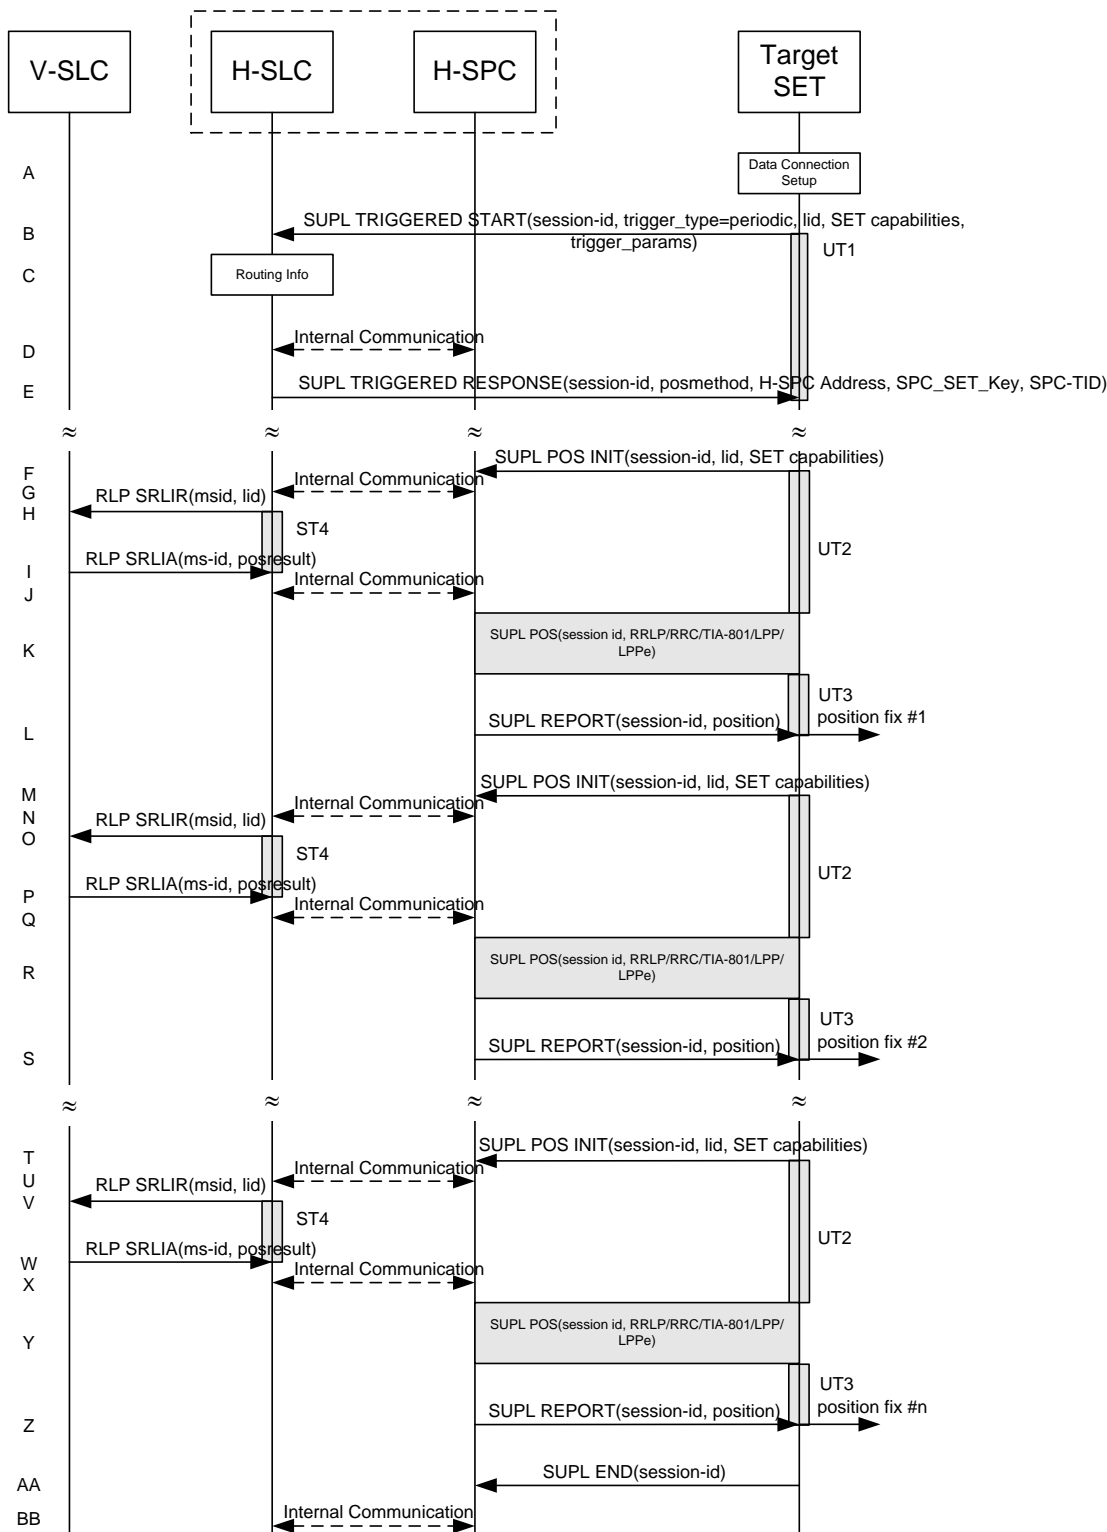 V-SLC
H-SLC
H-SPC
Target
SET
A
Data Connection
Setup
B
SUPL TRIGGERED START(session-id, trigger_type=periodic, lid, SET capabilities,
trigger_params)
UT1
C
Routing Info
D
Internal Communication
E
SUPL TRIGGERED RESPONSE(session-id, posmethod, H-SPC Address, SPC_SET_Key, SPC-TID)
≈ ≈ ≈ ≈
F
SUPL POS INIT(session-id, lid, SET capabilities)
G
Internal Communication
H
RLP SRLIR(msid, lid)
ST4
UT2
I
RLP SRLIA(ms-id, posresult)
J
Internal Communication
K
SUPL POS(session id, RRLP/RRC/TIA-801/LPP/
LPPe)
UT3
position fix #1
L
SUPL REPORT(session-id, position)
M
SUPL POS INIT(session-id, lid, SET capabilities)
N
Internal Communication
O
RLP SRLIR(msid, lid)
ST4
UT2
P
RLP SRLIA(ms-id, posresult)
Q
Internal Communication
R
SUPL POS(session id, RRLP/RRC/TIA-801/LPP/
LPPe)
UT3
position fix #2
S
SUPL REPORT(session-id, position)
≈ ≈ ≈ ≈
T
SUPL POS INIT(session-id, lid, SET capabilities)
U
Internal Communication
V
RLP SRLIR(msid, lid)
ST4
UT2
W
RLP SRLIA(ms-id, posresult)
X
Internal Communication
Y
SUPL POS(session id, RRLP/RRC/TIA-801/LPP/
LPPe)
UT3
position fix #n
Z
SUPL REPORT(session-id, position)
AA
SUPL END(session-id)
BB
Internal Communication